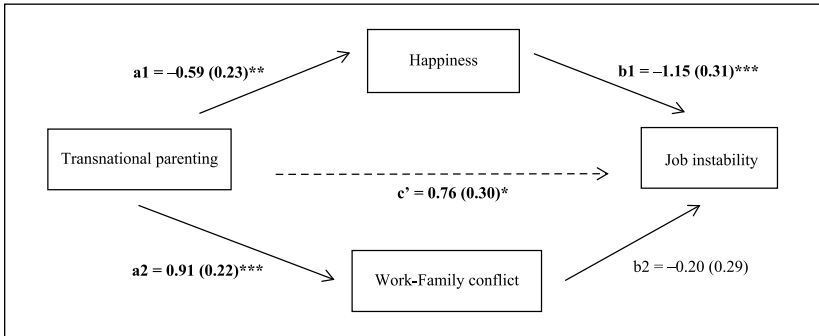 Happiness
a1 = –0.59 (0.23)**
b1 = –1.15 (0.31)***
Transnational parenting
Job instability
c’ = 0.76 (0.30)*
a2 = 0.91 (0.22)***
Work-Family conflict
b2 = –0.20 (0.29)